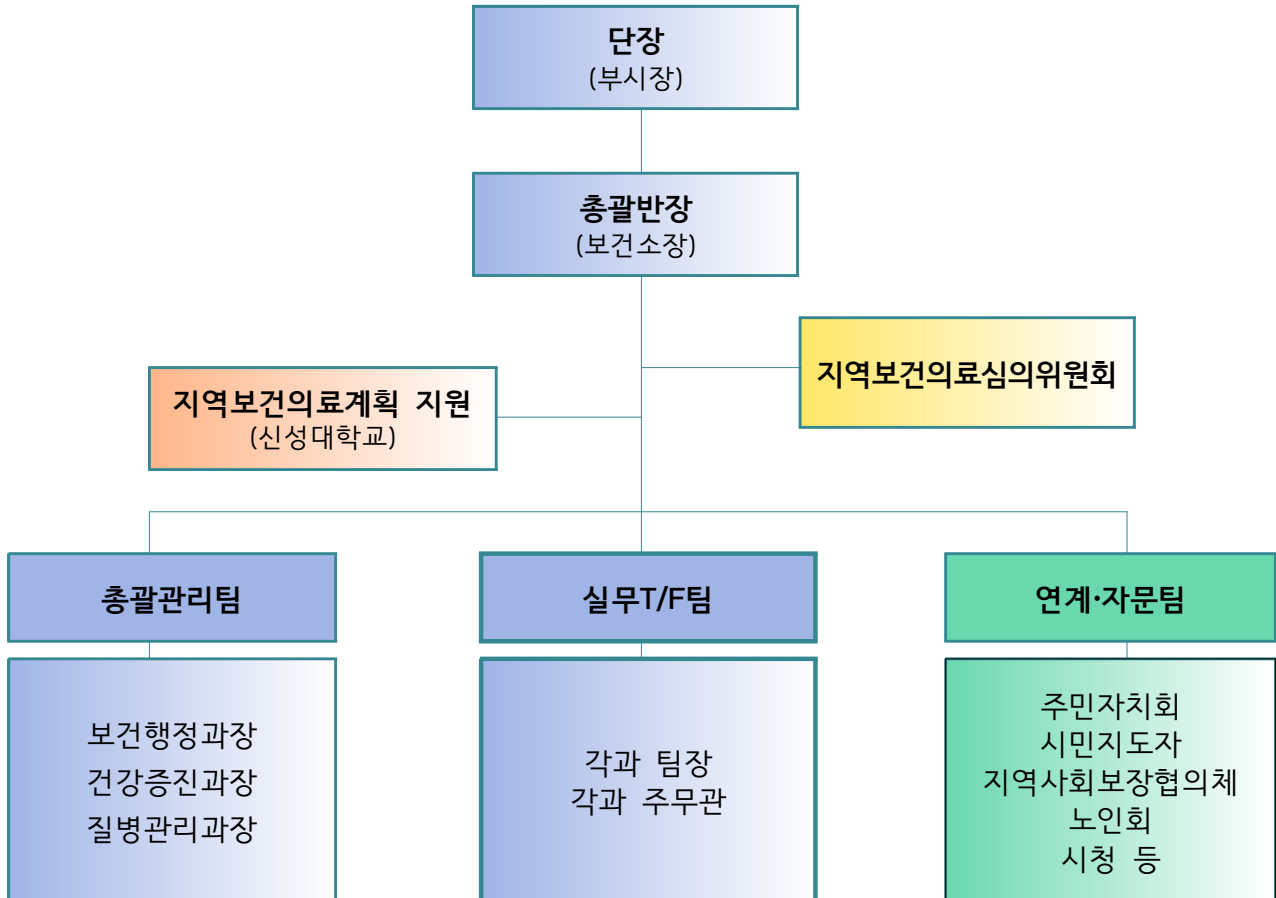 단장
(부시장)
총괄반장
(보건소장)
지역보건의료심의위원회
지역보건의료계획 지원
(신성대학교)
총괄관리팀
실무T/F팀
연계·자문팀
보건행정과장
건강증진과장
질병관리과장
각과 팀장
각과 주무관
주민자치회
시민지도자
지역사회보장협의체
노인회
시청 등